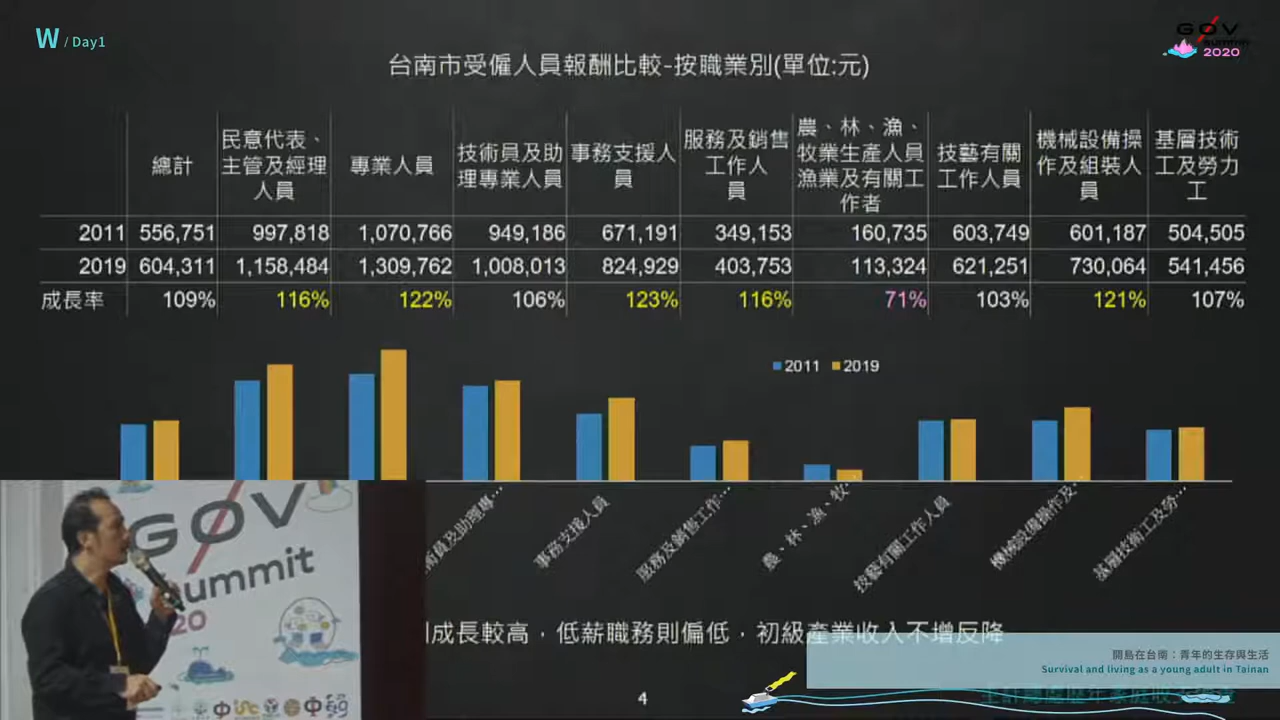 W / Day1
GØV
summit
2020
台南市受僱人員報酬比較-按職業別(單位:元)
總計
民意代表、
主管及經理
人員
專業人員
技術員及助
理專業人員
事務支援人
員
服務及銷售
工作人
員
農、林、漁、
牧業生產人員
漁業及有關工
作者
技藝有關
工作人員
機械設備操
作及組裝人
員
基層技術
工及勞力
工
2011 556,751 997,818 1,070,766 949,186 671,191 349,153 160,735 603,749 601,187 504,505
2019 604,311 1,158,484 1,309,762 1,008,013 824,929 403,753 113,324 621,251 730,064 541,456
成長率 109% 116% 122% 106% 123% 116% 71% 103% 121% 107%
2011 2019
員及助理專…
事務支援人員
服務及銷售工作…
農、林、漁、牧…
技藝有關工作人員
機械設備操作及…
基層技術工及勞…
GØV
summit
20
成長較高，低薪職務則偏低，初級產業收入不增反降
開島在台南：青年的生存與生活
Survival and living as a young adult in Tainan
4